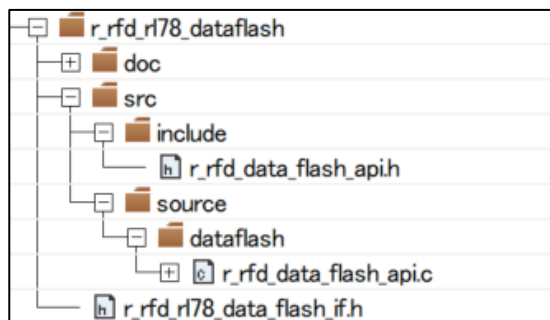 r_rfd_rl78_dataflash
doc
src
include
r_rfd_data_flash_api.h
source
dataflash
r_rfd_data_flash_api.c
r_rfd_rl78_data_flash_if.h